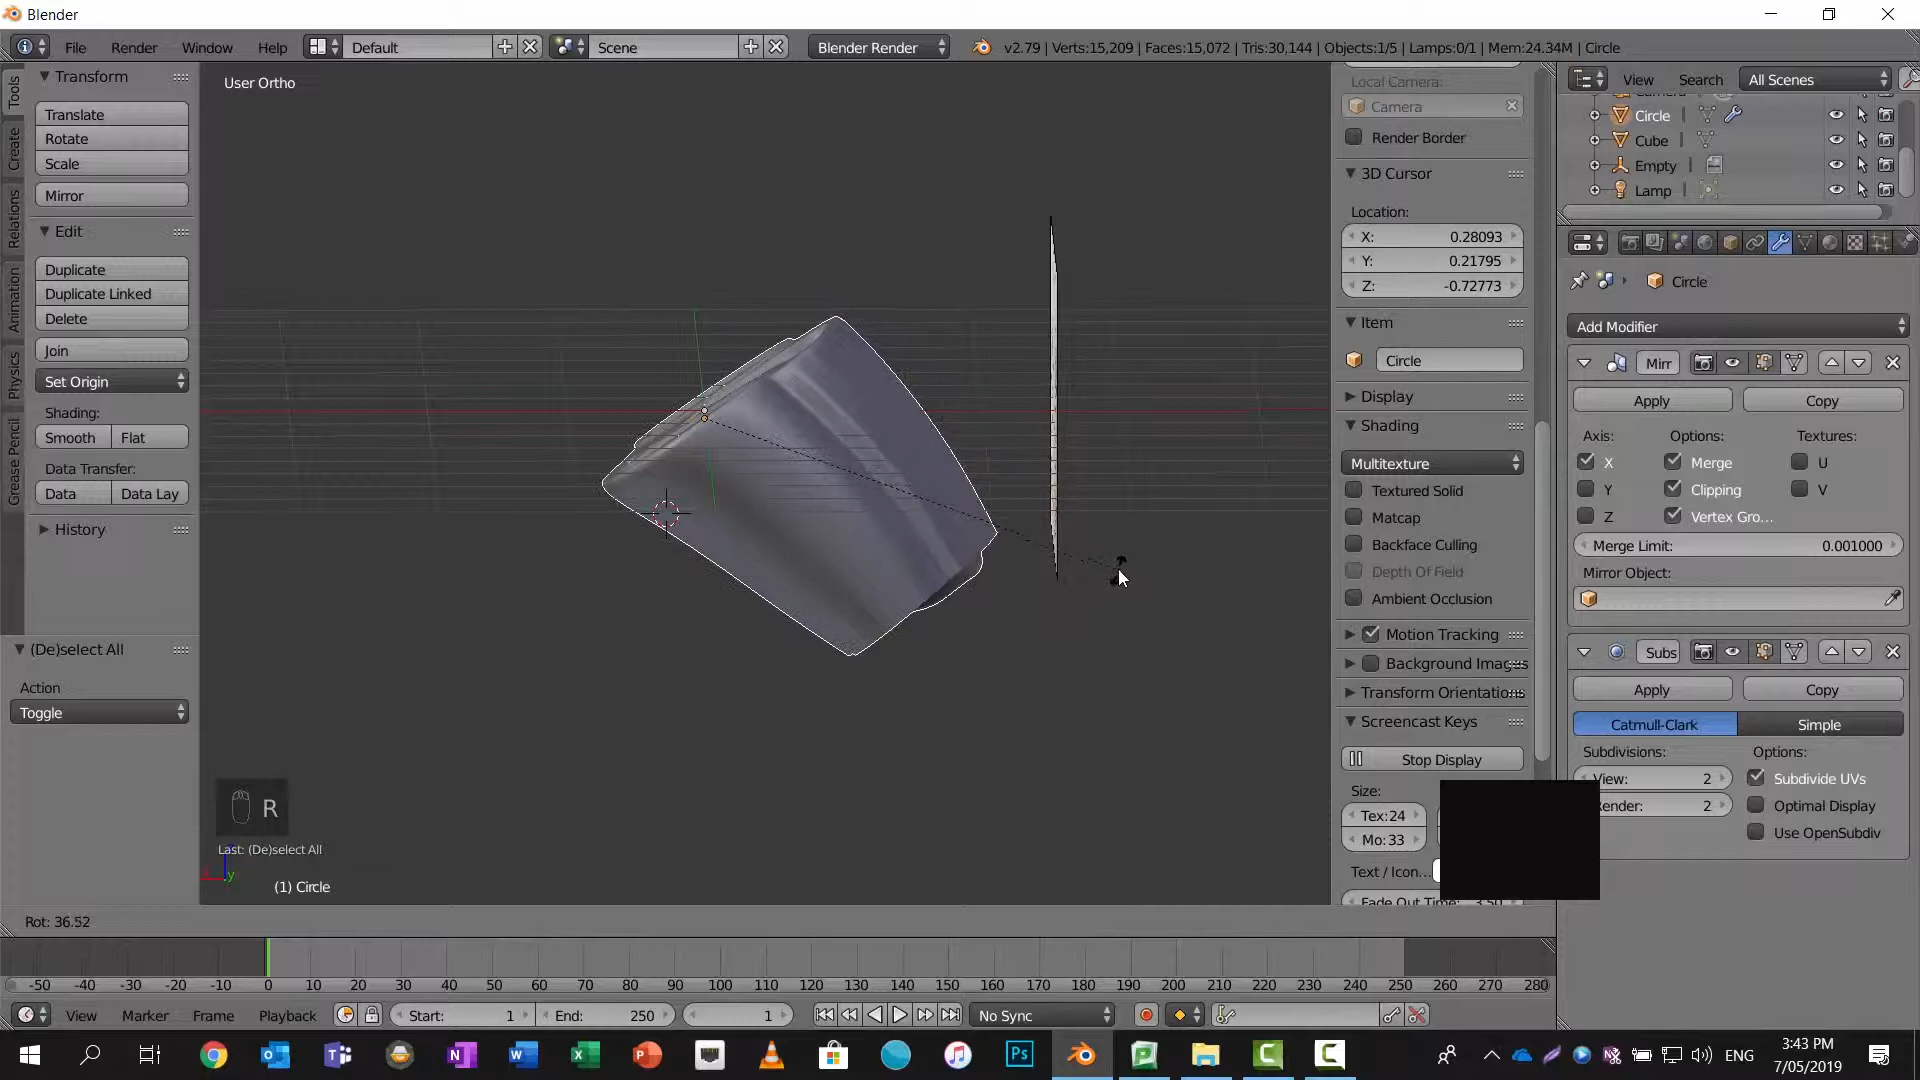 Blender
File Render Window Help Default Scene Blender Render v2.79 | Verts:15,209 | Faces:15,072 | Tris:30,144 | Objects:1/5 | Lamps:0/1 | Mem:24.34M | Circle
Tools
Create
Relations
Animation
Physics
Grease Pencil
Transform
Translate
Rotate
Scale
Mirror
Edit
Duplicate
Duplicate Linked
Delete
Join
Set Origin
Shading:
Smooth Flat
Data Transfer:
Data Data Lay
History
(De)select All
Action
Toggle
User Ortho
R
Last: (De)select All
y
(1) Circle
Rot: 36.52
Local Camera:
Camera
Render Border
3D Cursor
Location:
X: 0.28093
Y: 0.21795
Z: -0.72773
Item
Circle
Display
Shading
Multitexture
Textured Solid
Matcap
Backface Culling
Depth Of Field
Ambient Occlusion
Motion Tracking
Background Images
Transform Orientations
Screencast Keys
Stop Display
Size:
Tex:24
Mo:33
Text / Icon...
Fade Out Time: 3.50
View Search All Scenes
Camera
Circle
Cube
Empty
Lamp
Circle
Add Modifier
Mirr
Apply Copy
Axis: Options: Textures:
X Merge U
Y Clipping V
Z Vertex Gro...
Merge Limit: 0.001000
Mirror Object:
Subs
Apply Copy
Catmull-Clark Simple
Subdivisions: Options:
View: 2 Subdivide UVs
ender: 2 Optimal Display
Use OpenSubdiv
-50 -40 -30 -20 -10 0 10 20 30 40 50 60 70 80 90 100 110 120 130 140 150 160 170 180 190 200 210 220 230 240 250 260 270 280
View Marker Frame Playback Start: 1 End: 250 1 No Sync
ENG
3:43 PM
7/05/2019